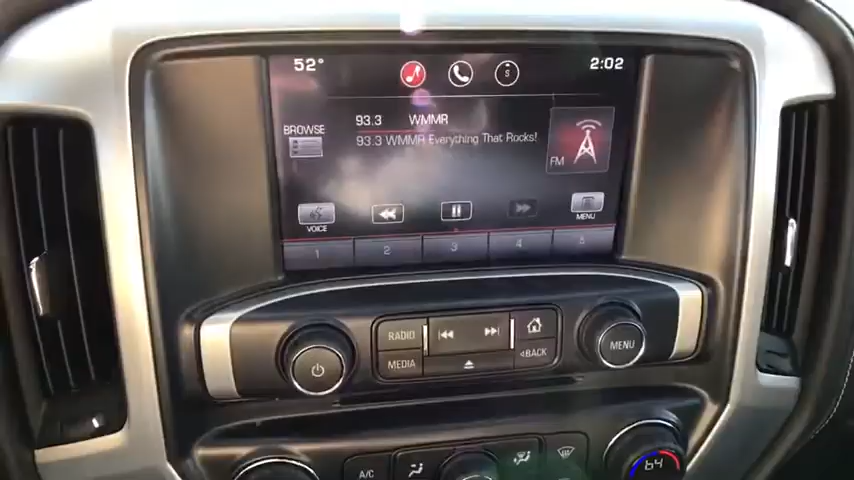 52°
2:02
S
93.3 WMMR
BROWSE
93.3 WMMR Everything That Rocks!
FM
VOICE
MENU
1 2 3 4 5
RADIO
MEDIA
<BACK
MENU
A/C
64